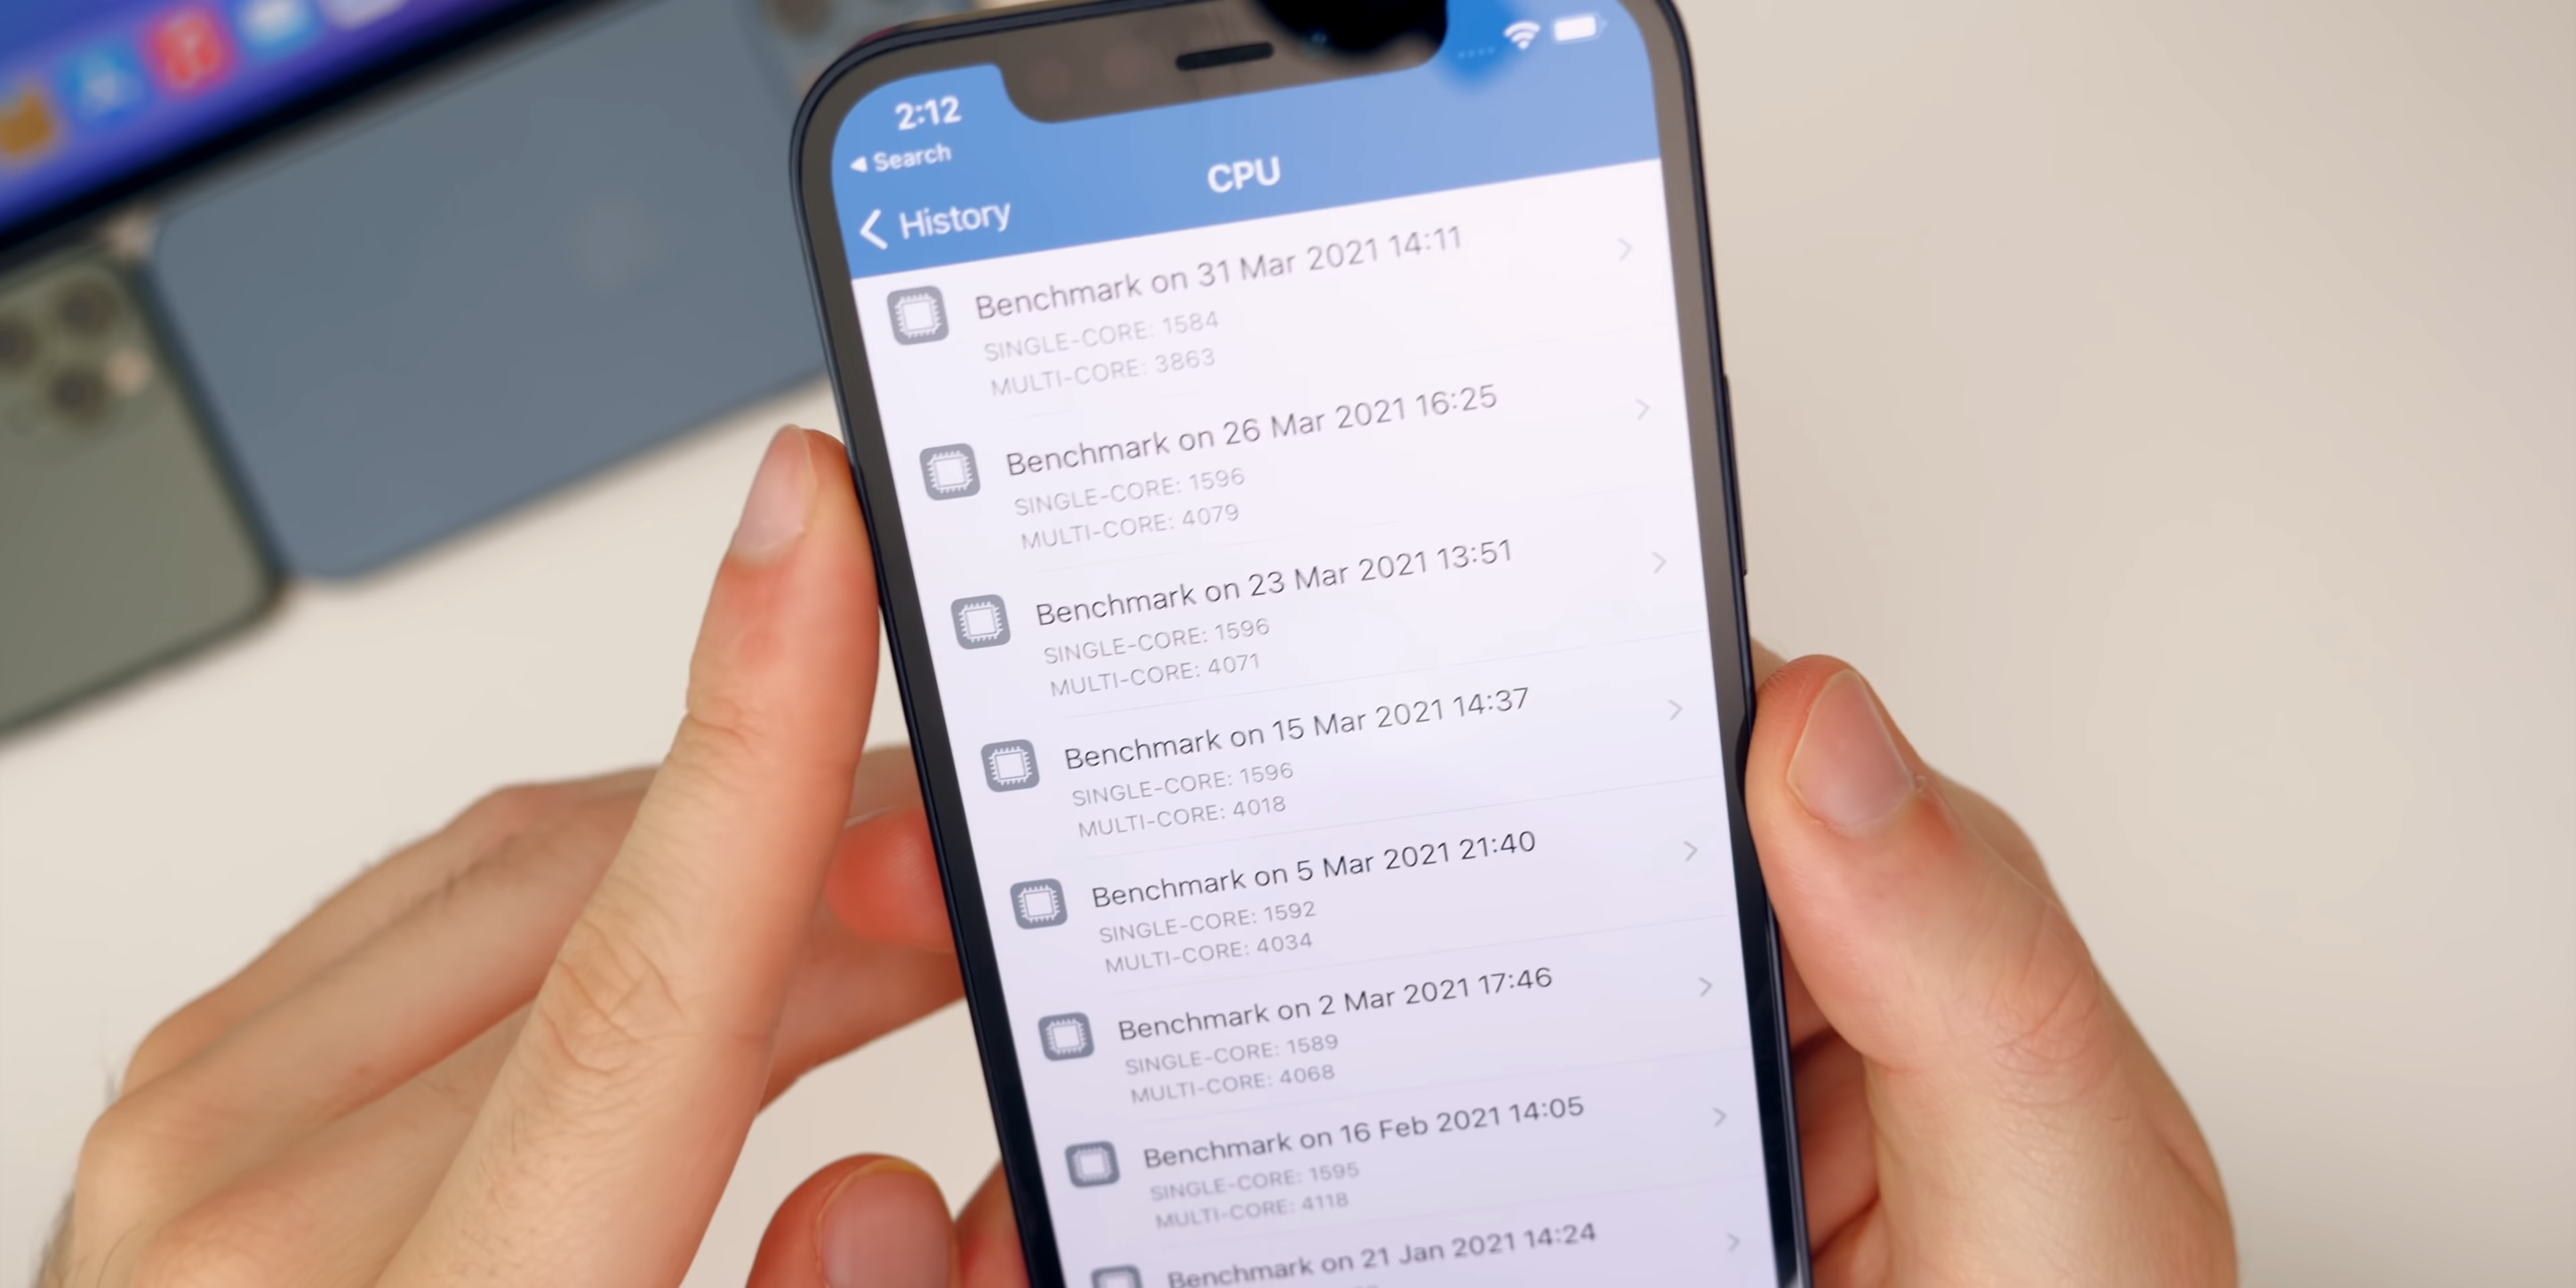 2:12
◀ Search
History
CPU
Benchmark on 31 Mar 2021 14:11
SINGLE-CORE: 1584
MULTI-CORE: 3863
Benchmark on 26 Mar 2021 16:25
SINGLE-CORE: 1596
MULTI-CORE: 4079
Benchmark on 23 Mar 2021 13:51
SINGLE-CORE: 1596
MULTI-CORE: 4071
Benchmark on 15 Mar 2021 14:37
SINGLE-CORE: 1596
MULTI-CORE: 4018
Benchmark on 5 Mar 2021 21:40
SINGLE-CORE: 1592
MULTI-CORE: 4034
Benchmark on 2 Mar 2021 17:46
SINGLE-CORE: 1589
MULTI-CORE: 4068
Benchmark on 16 Feb 2021 14:05
SINGLE-CORE: 1595
MULTI-CORE: 4118
Benchmark on 21 Jan 2021 14:24